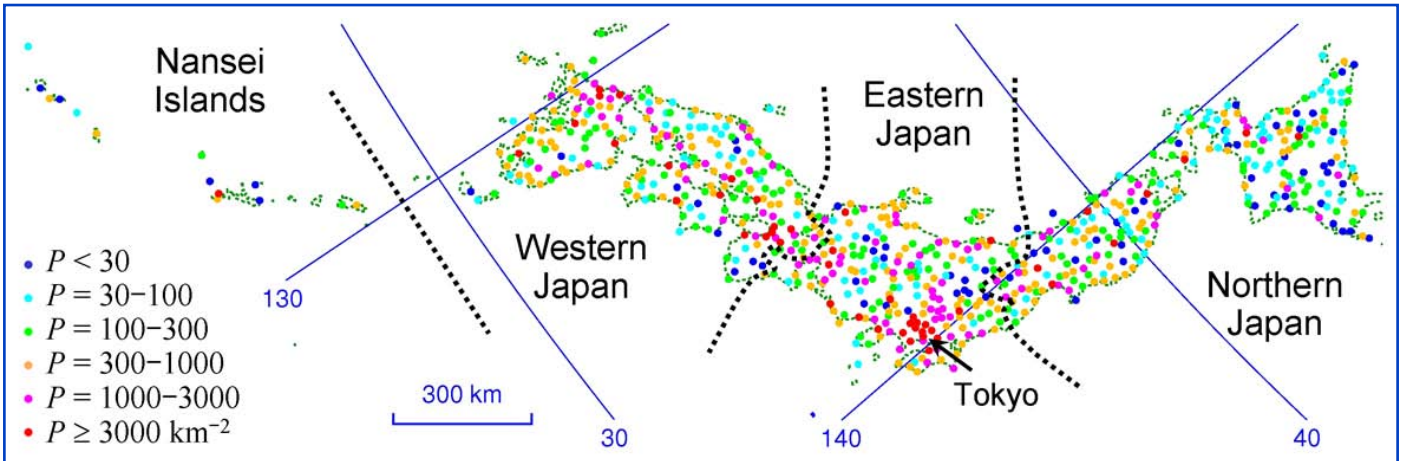 Nansei
Islands
Eastern
Japan
Western
Japan
Northern
Japan
P < 30
P = 30−100
P = 100−300
P = 300−1000
P = 1000−3000
P ≥ 3000 km⁻²
130
300 km
Tokyo
30
140
40